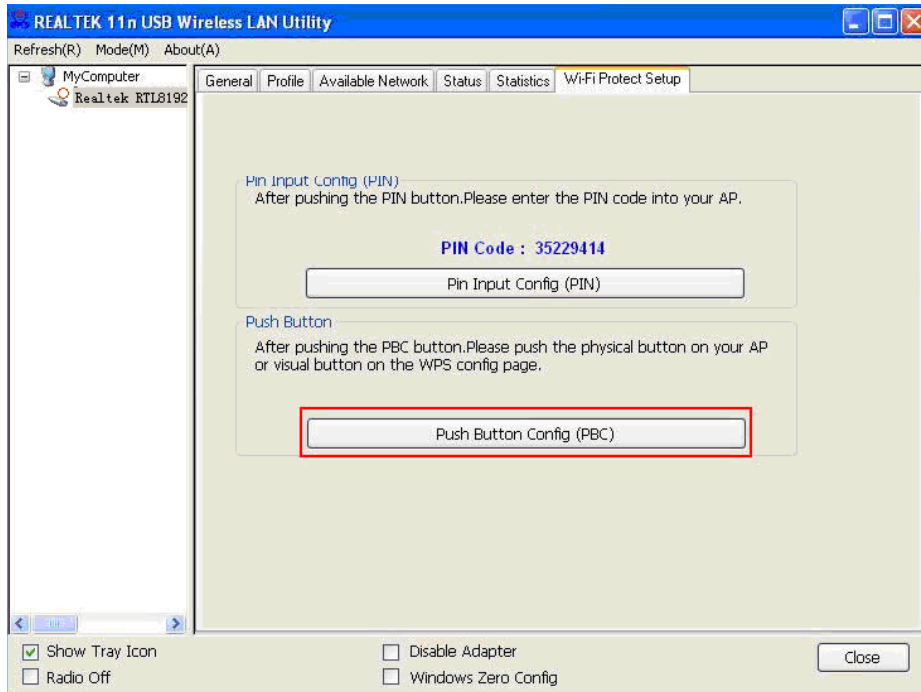 REALTEK 11n USB Wireless LAN Utility
Refresh(R) Mode(M) About(A)
MyComputer
Realtek RTL8192
General Profile Available Network Status Statistics Wi-Fi Protect Setup
Pin Input Config (PIN)
After pushing the PIN button.Please enter the PIN code into your AP.
PIN Code : 35229414
Pin Input Config (PIN)
Push Button
After pushing the PBC button.Please push the physical button on your AP
or visual button on the WPS config page.
Push Button Config (PBC)
Show Tray Icon
Radio Off
Disable Adapter
Windows Zero Config
Close